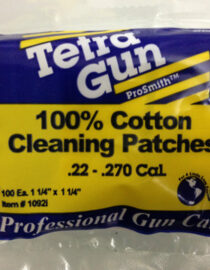 Tetra
Gun
ProSmith™
100% Cotton
Cleaning Patches
.22 - .270 Cal.
100 Ea. 1 1/4" x 1 1/4"
Item # 1092i
Professional Gun Ca